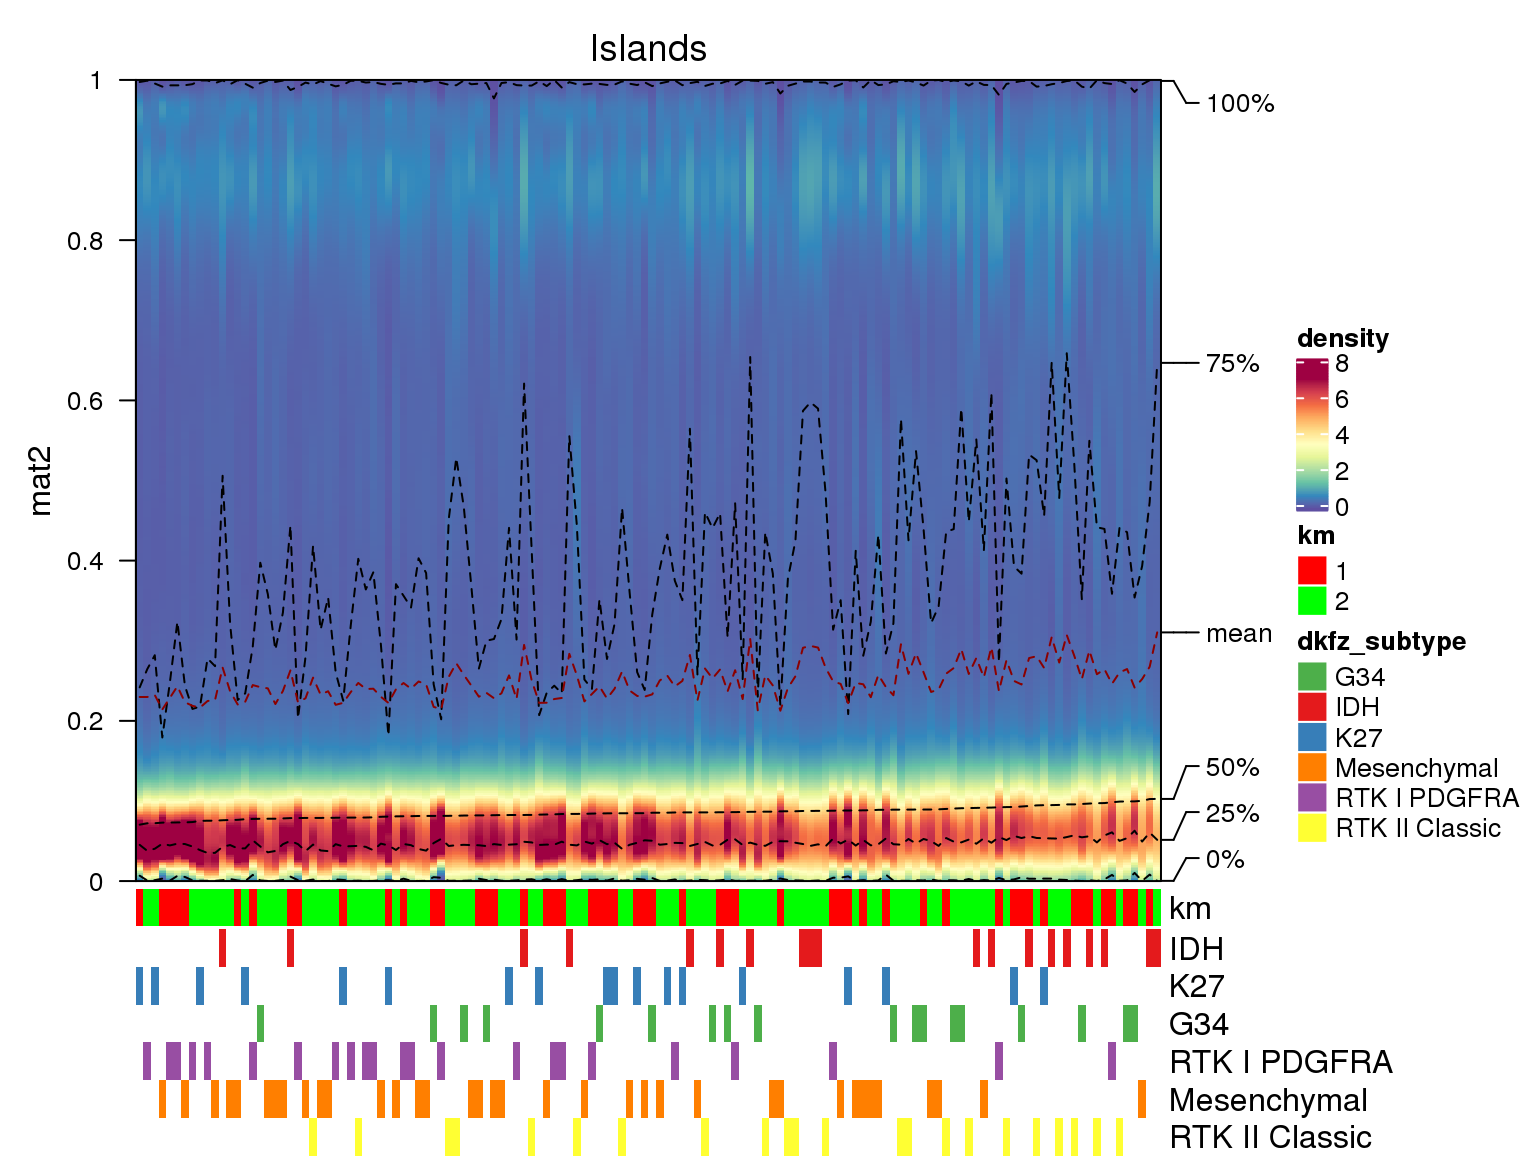 Islands
mat2
1
0.8
0.6
0.4
0.2
0
100%
75%
mean
50%
25%
0%
density
8
6
4
2
0
km
1
2
dkfz_subtype
G34
IDH
K27
Mesenchymal
RTK I PDGFRA
RTK II Classic
km
IDH
K27
G34
RTK I PDGFRA
Mesenchymal
RTK II Classic